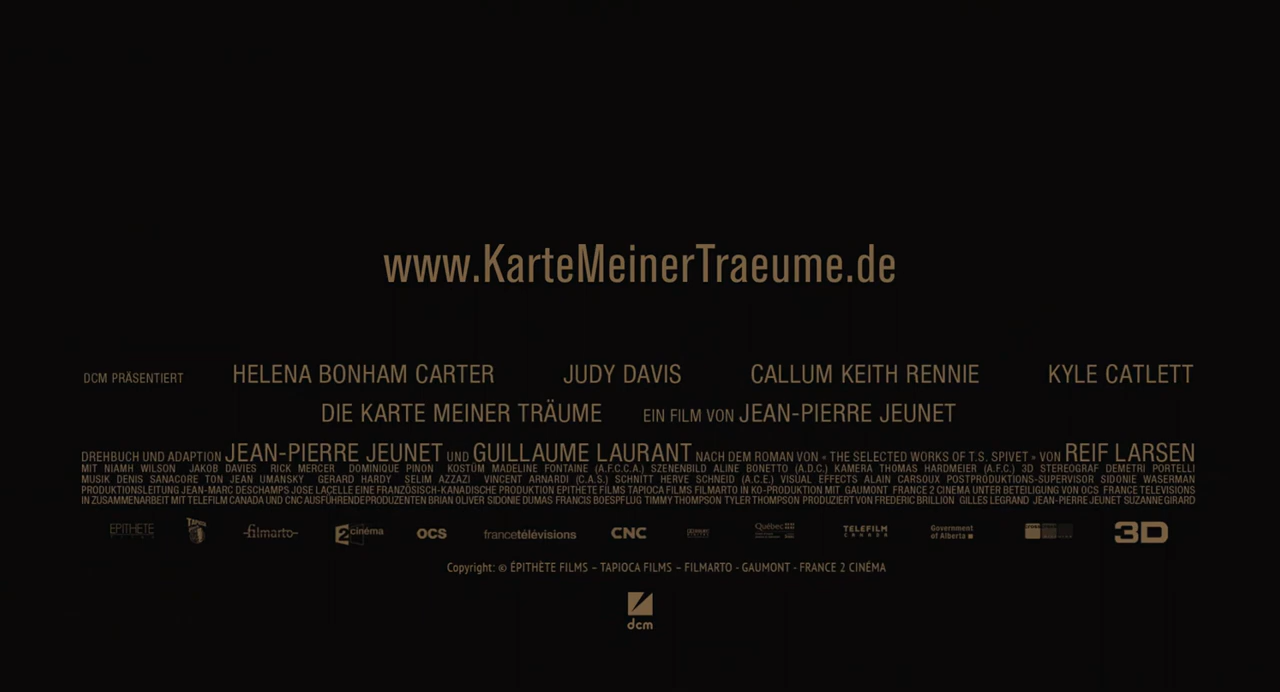 www.KarteMeinerTraeume.de
DCM PRÄSENTIERT HELENA BONHAM CARTER JUDY DAVIS CALLUM KEITH RENNIE KYLE CATLETT
DIE KARTE MEINER TRÄUME EIN FILM VON JEAN-PIERRE JEUNET
DREHBUCH UND ADAPTION JEAN-PIERRE JEUNET UND GUILLAUME LAURANT NACH DEM ROMAN VON « THE SELECTED WORKS OF T.S. SPIVET » VON REIF LARSEN
MIT NIAMH WILSON JAKOB DAVIES RICK MERCER DOMINIQUE PINON KOSTÜM MADELINE FONTAINE (A.F.C.C.A.) SZENENBILD ALINE BONETTO (A.D.C.) KAMERA THOMAS HARDMEIER (A.F.C.) 3D STEREOGRAF DEMETRI PORTELLI
MUSIK DENIS SANACORE TON JEAN UMANSKY GERARD HARDY SELIM AZZAZI VINCENT ARNARDI (C.A.S.) SCHNITT HERVE SCHNEID (A.C.E.) VISUAL EFFECTS ALAIN CARSOUX POSTPRODUKTIONS-SUPERVISOR SIDONIE WASERMAN
PRODUKTIONSLEITUNG JEAN-MARC DESCHAMPS JOSE LACELLE EINE FRANZÖSISCH-KANADISCHE PRODUKTION EPITHETE FILMS TAPIOCA FILMS FILMARTO IN KO-PRODUKTION MIT GAUMONT FRANCE 2 CINEMA UNTER BETEILIGUNG VON OCS FRANCE TELEVISIONS
IN ZUSAMMENARBEIT MIT TELEFILM CANADA UND CNC AUSFÜHRENDE PRODUZENTEN BRIAN OLIVER SIDONIE DUMAS FRANCIS BOESPFLUG TIMMY THOMPSON TYLER THOMPSON PRODUZIERT VON FREDERIC BRILLION GILLES LEGRAND JEAN-PIERRE JEUNET SUZANNE GIRARD
EPITHETE TAPIOCA filmarto 2 cinéma OCS francetélévisions CNC Québec TELEFILM CANADA Government of Alberta 3D
Copyright: © ÉPITHÈTE FILMS – TAPIOCA FILMS – FILMARTO - GAUMONT - FRANCE 2 CINÉMA
dcm